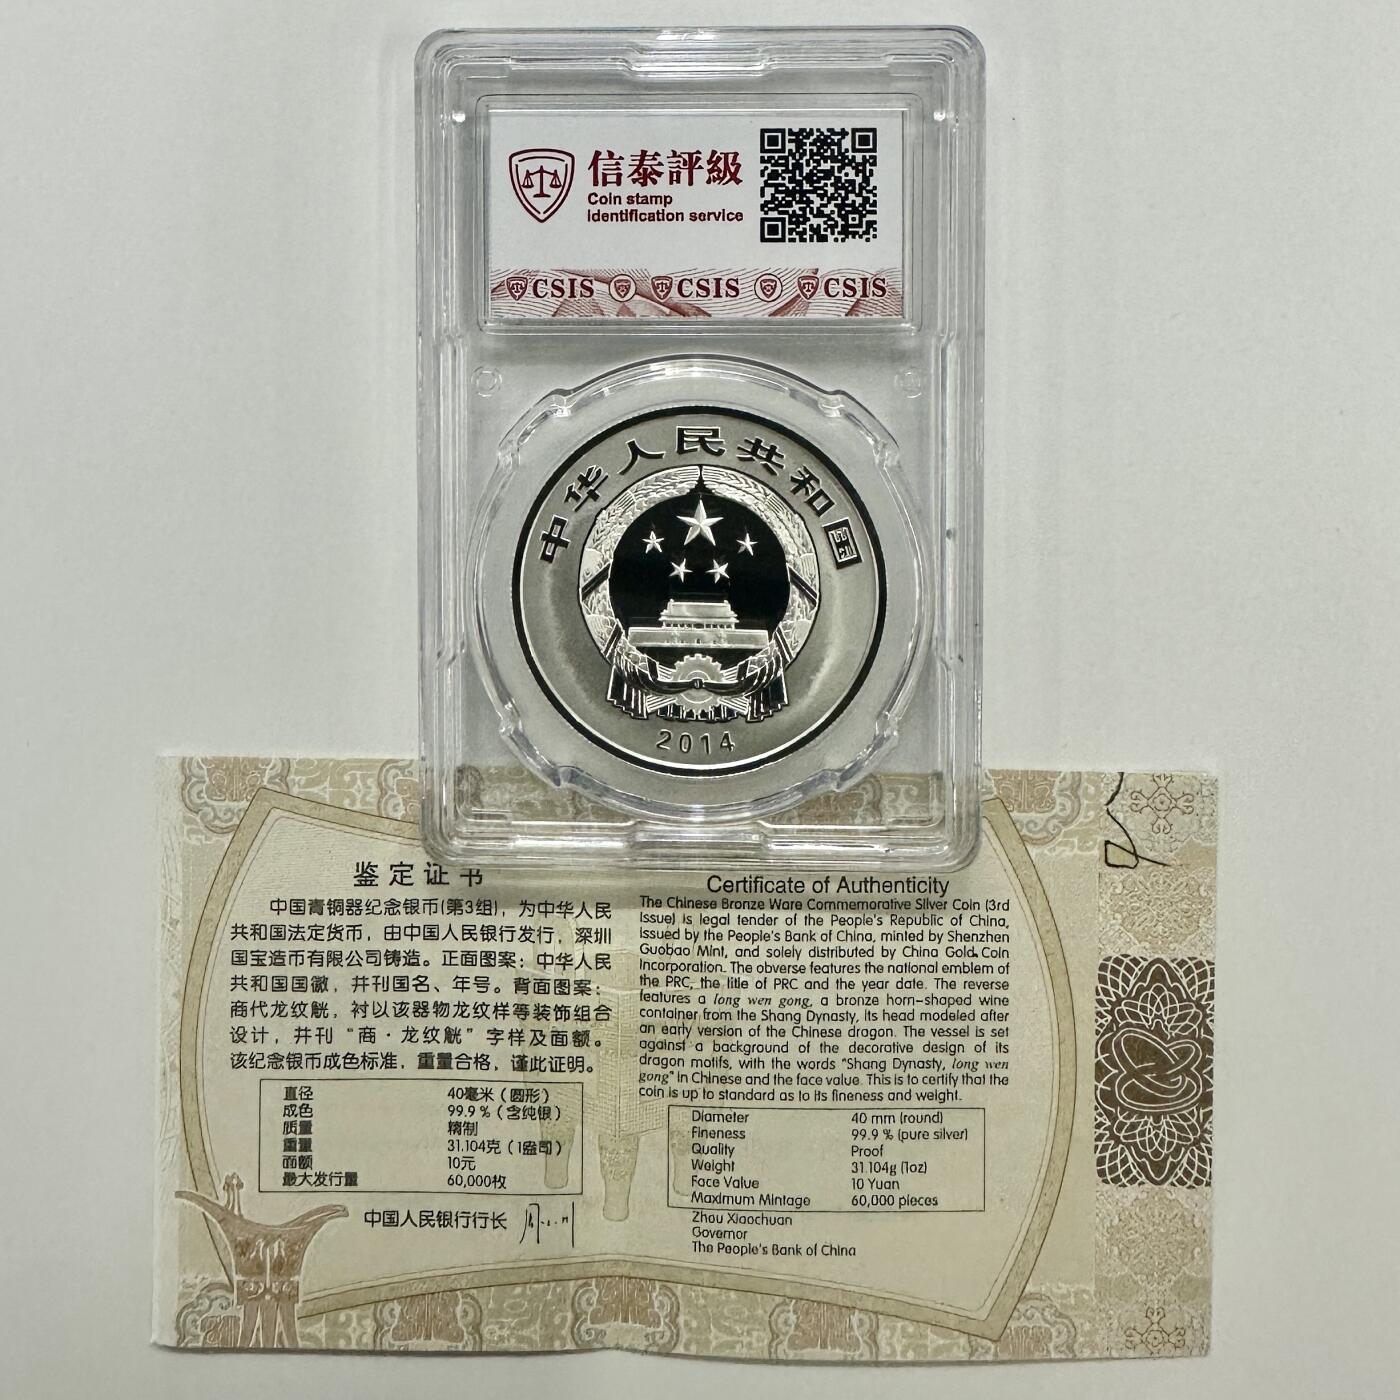 信泰評級
Coin stamp
identification service
CSIS CSIS CSIS
中华人民共和国
2014
鉴定证书
中国青铜器纪念银币(第3组)，为中华人民
共和国法定货币，由中国人民银行发行，深圳
国宝造币有限公司铸造。正面图案：中华人民
共和国国徽，并刊国名、年号。背面图案：
商代龙纹觥，衬以该器物龙纹样等装饰组合
设计，并刊“商·龙纹觥”字样及面额。
该纪念银币成色标准，重量合格，谨此证明。
直径 40毫米（圆形）
成色 99.9％（含纯银）
质量 精制
重量 31.104克（1盎司）
面额 10元
最大发行量 60,000枚
中国人民银行行长
Certificate of Authenticity
The Chinese Bronze Ware Commemorative Silver Coin (3rd
Issue) is legal tender of the People's Republic of China,
issued by the People's Bank of China, minted by Shenzhen
Guobao Mint, and solely distributed by China Gold Coin
Incorporation. The obverse features the national emblem of
the PRC, the title of PRC and the year date. The reverse
features a long wen gong, a bronze horn-shaped wine
container from the Shang Dynasty, its head modeled after
an early version of the Chinese dragon. The vessel is set
against a background of the decorative design of its
dragon motifs, with the words "Shang Dynasty, long wen
gong" in Chinese and the face value. This is to certify that the
coin is up to standard as to its fineness and weight.
Diameter 40 mm (round)
Fineness 99.9 % (pure silver)
Quality Proof
Weight 31.104g (1oz)
Face Value 10 Yuan
Maximum Mintage 60,000 pieces
Zhou Xiaochuan
Governor
The People's Bank of China